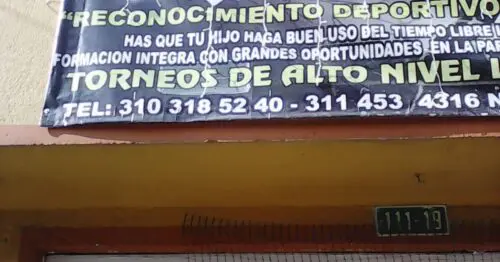 "RECONOCIMIENTO DEPORTIVO
HAS QUE TU HIJO HAGA BUEN USO DEL TIEMPO LIBRE
FORMACION INTEGRA CON GRANDES OPORTUNIDADES EN LA
TORNEOS DE ALTO NIVEL
TEL: 310 318 52 40 - 311 453 4316
111-19